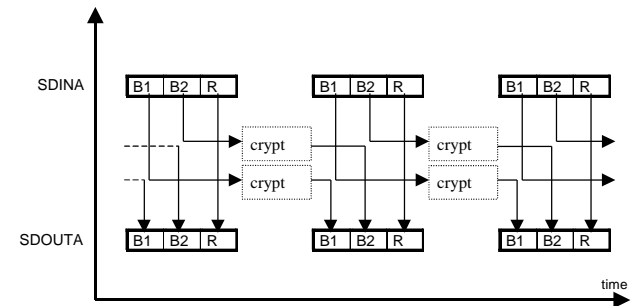 SDINA
B1 B2 R
B1 B2 R
B1 B2 R
crypt
crypt
crypt
crypt
SDOUTA
B1 B2 R
B1 B2 R
B1 B2 R
time